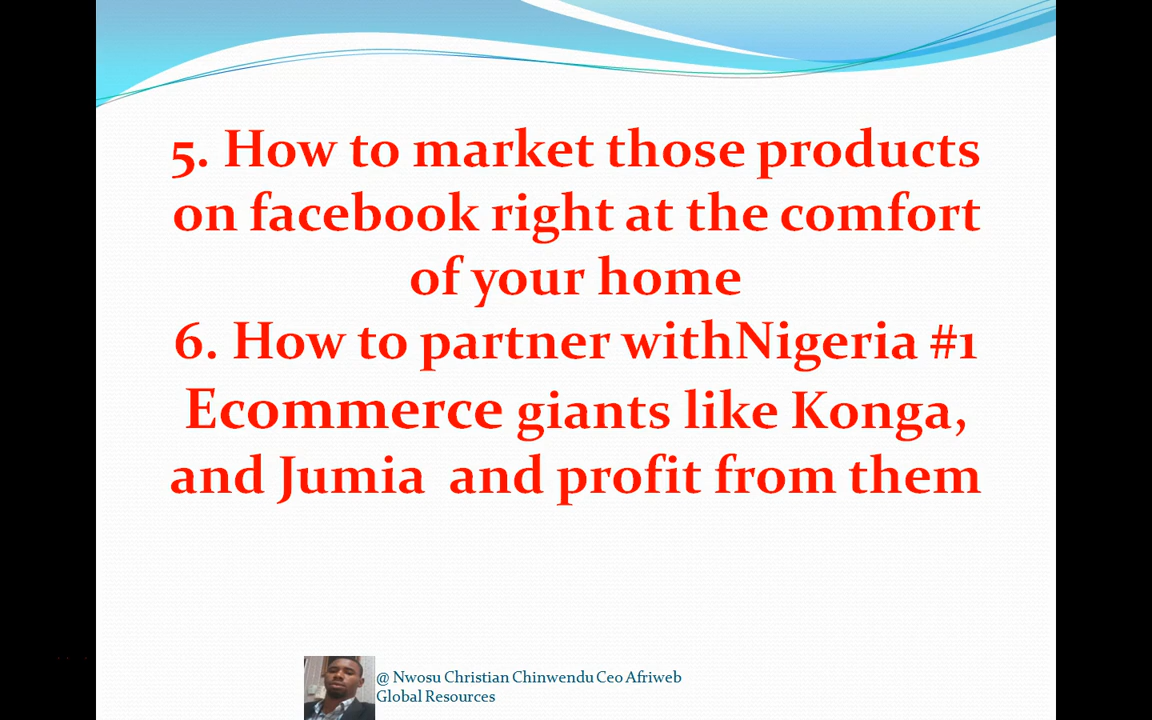 5. How to market those products
on facebook right at the comfort
of your home
6. How to partner withNigeria #1
Ecommerce giants like Konga,
and Jumia  and profit from them
@ Nwosu Christian Chinwendu Ceo Afriweb
Global Resources